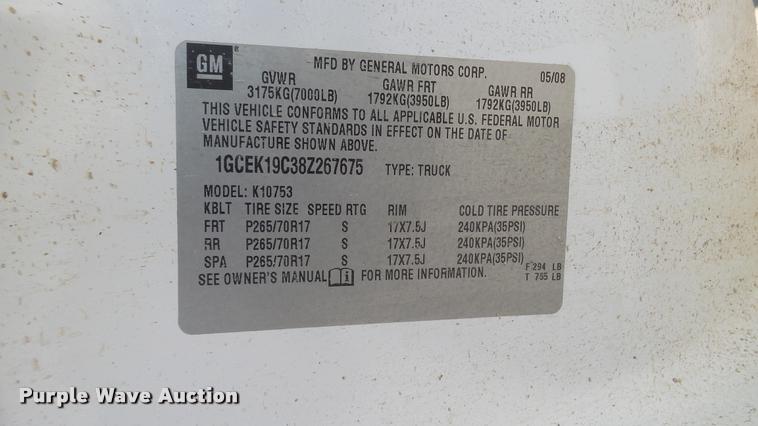 GM
MFD BY GENERAL MOTORS CORP. 05/08
GVWR GAWR FRT GAWR RR
3175KG(7000LB) 1792KG(3950LB) 1792KG(3950LB)
THIS VEHICLE CONFORMS TO ALL APPLICABLE U.S. FEDERAL MOTOR
VEHICLE SAFETY STANDARDS IN EFFECT ON THE DATE OF
MANUFACTURE SHOWN ABOVE.
1GCEK19C38Z267675 TYPE: TRUCK
MODEL: K10753
KBLT TIRE SIZE SPEED RTG RIM COLD TIRE PRESSURE
FRT P265/70R17 S 17X7.5J 240KPA(35PSI)
RR P265/70R17 S 17X7.5J 240KPA(35PSI)
SPA P265/70R17 S 17X7.5J 240KPA(35PSI)
SEE OWNER'S MANUAL FOR MORE INFORMATION.
F 294 LB
T 755 LB
Purple Wave Auction